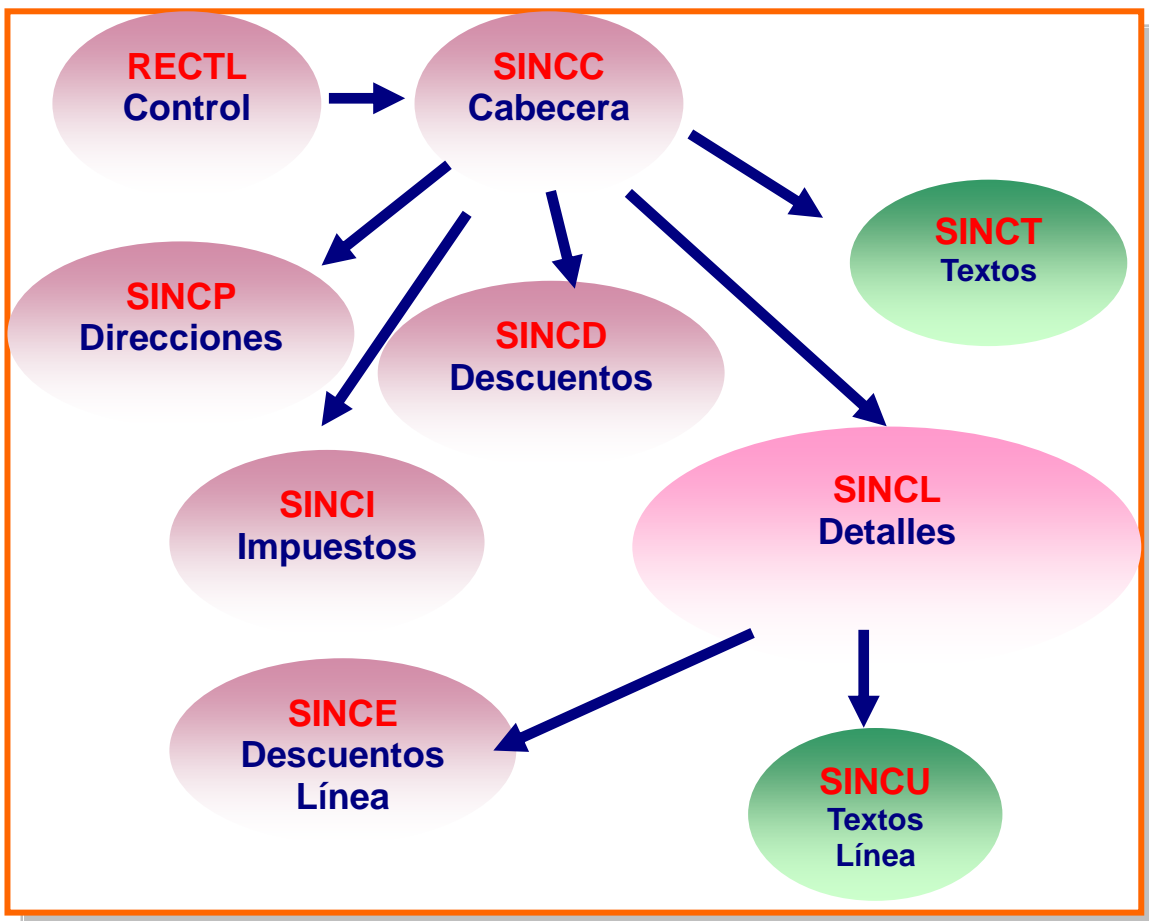 RECTL
Control
SINCC
Cabecera
SINCT
Textos
SINCP
Direcciones
SINCD
Descuentos
SINCI
Impuestos
SINCL
Detalles
SINCE
Descuentos
Línea
SINCU
Textos
Línea